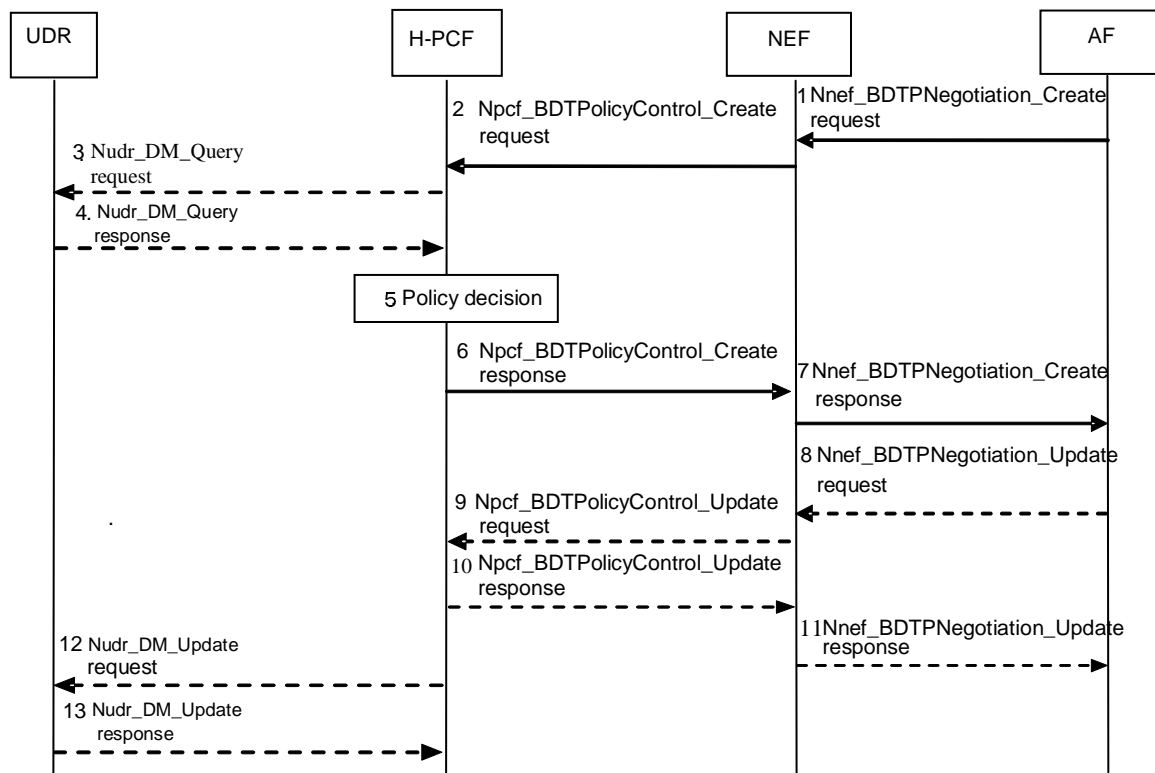 UDR
H-PCF
NEF
AF
1 Nnef_BDTPNegotiation_Create
request
2 Npcf_BDTPolicyControl_Create
request
3. Nudr_DM_Query
request
4. Nudr_DM_Query
response
5 Policy decision
6 Npcf_BDTPolicyControl_Create
response
7 Nnef_BDTPNegotiation_Create
response
8 Nnef_BDTPNegotiation_Update
request
9 Npcf_BDTPolicyControl_Update
request
.
10 Npcf_BDTPolicyControl_Update
response
11 Nnef_BDTPNegotiation_Update
response
12 Nudr_DM_Update
request
13 Nudr_DM_Update
response